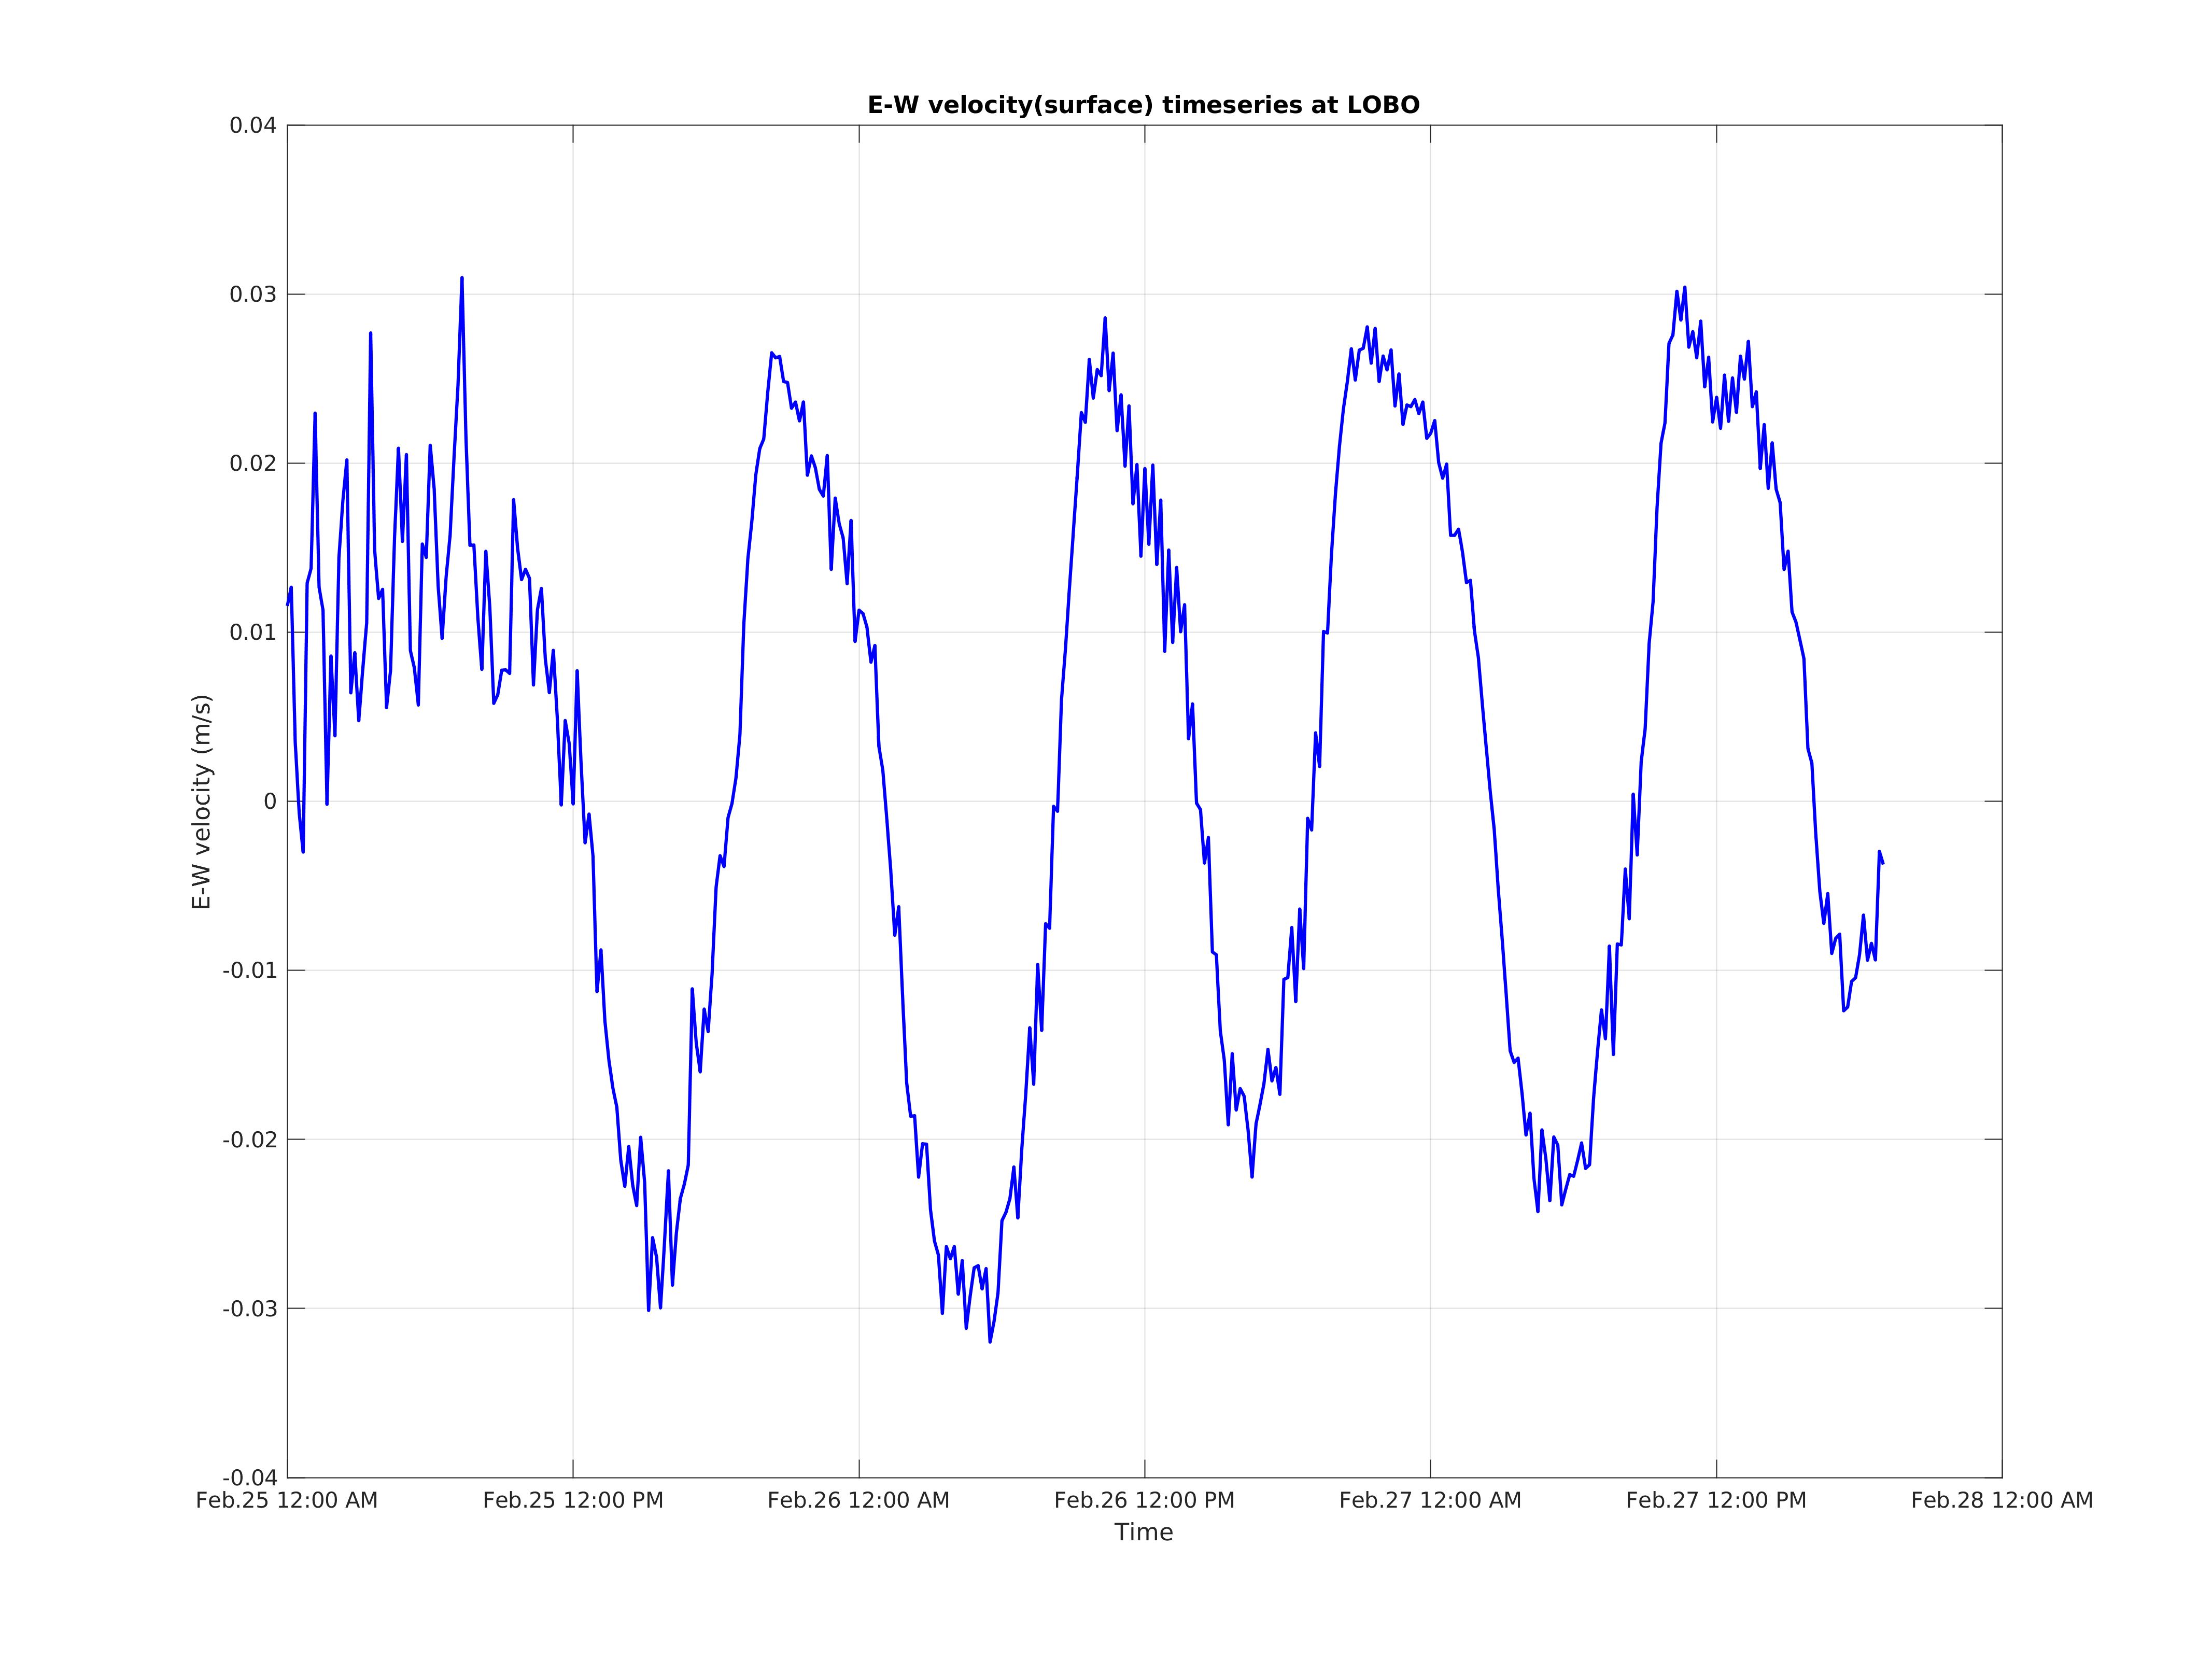 E-W velocity(surface) timeseries at LOBO
0.04
0.03
0.02
0.01
0
-0.01
-0.02
-0.03
-0.04
E-W velocity (m/s)
Feb.25 12:00 AM Feb.25 12:00 PM Feb.26 12:00 AM Feb.26 12:00 PM Feb.27 12:00 AM Feb.27 12:00 PM Feb.28 12:00 AM
Time